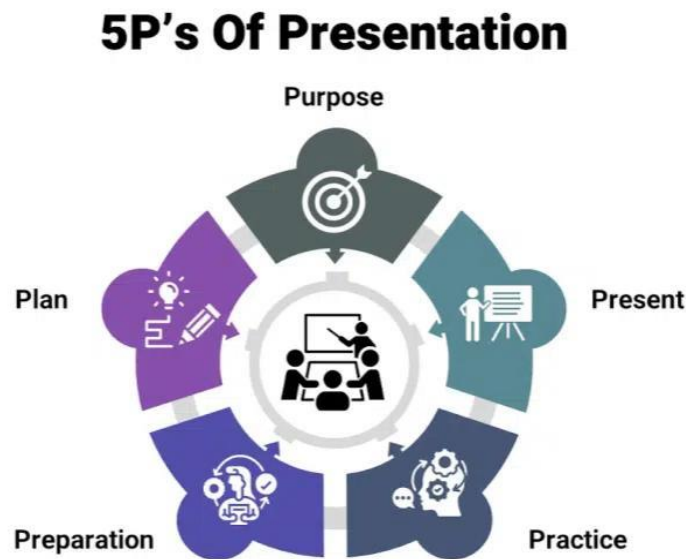 5P's Of Presentation
Purpose
Plan
Present
Preparation
Practice